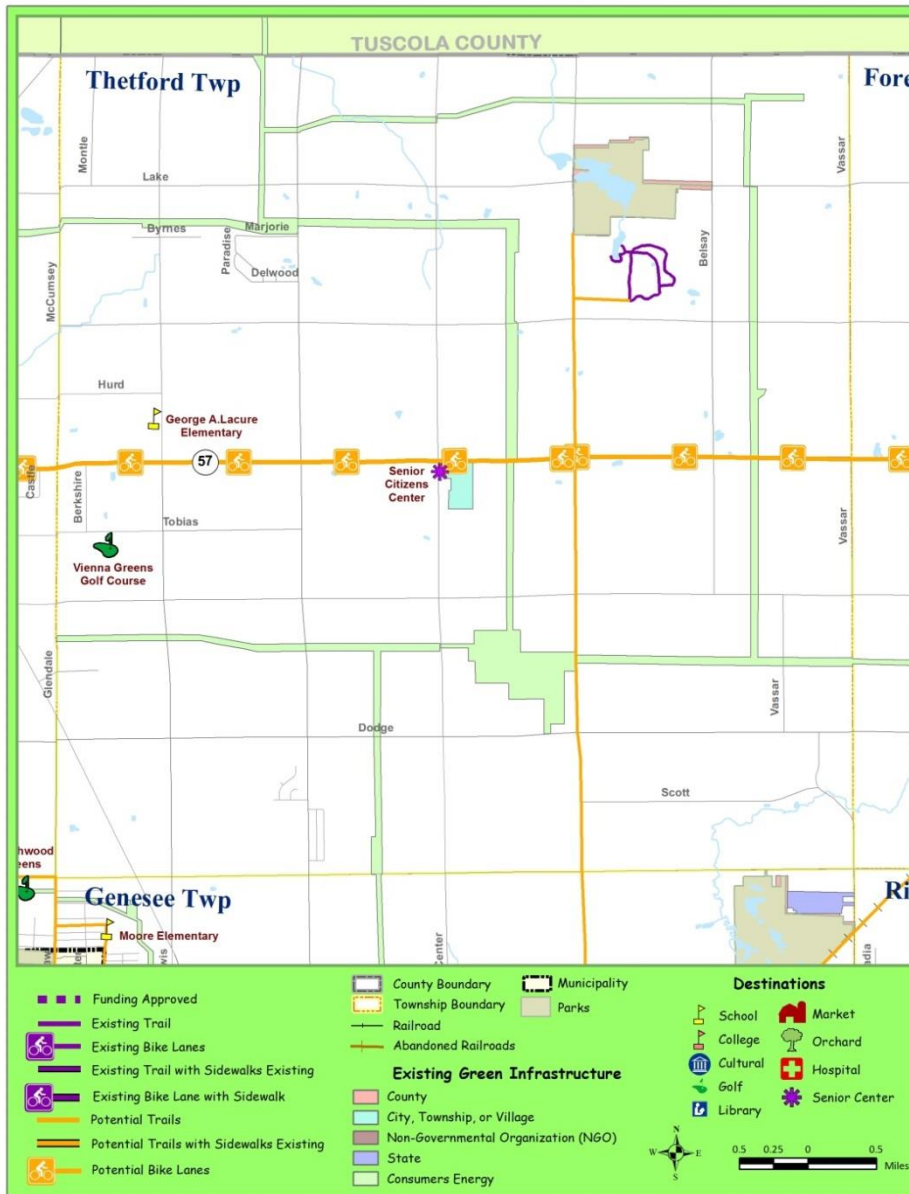 TUSCOLA COUNTY
Thetford Twp
Fore
Montle
Vassar
Lake
Byrnes
Paradise
Marjorie
Delwood
McCumsey
Belsay
Hurd
George A.Lacure
Elementary
57
Castle
Berkshire
Senior
Citizens
Center
Tobias
Vassar
Vienna Greens
Golf Course
Glendale
Vassar
Dodge
Scott
hwood
eens
Genesee Twp
Ri
Moore Elementary
Center
adia
Funding Approved
Existing Trail
Existing Bike Lanes
Existing Trail with Sidewalks Existing
Existing Bike Lane with Sidewalk
Potential Trails
Potential Trails with Sidewalks Existing
Potential Bike Lanes
County Boundary
Township Boundary
Railroad
Abandoned Railroads
Municipality
Parks
Existing Green Infrastructure
County
City, Township, or Village
Non-Governmental Organization (NGO)
State
Consumers Energy
Destinations
School
College
Cultural
Golf
Library
Market
Orchard
Hospital
Senior Center
N
W E
S
0.5 0.25 0 0.5
Miles